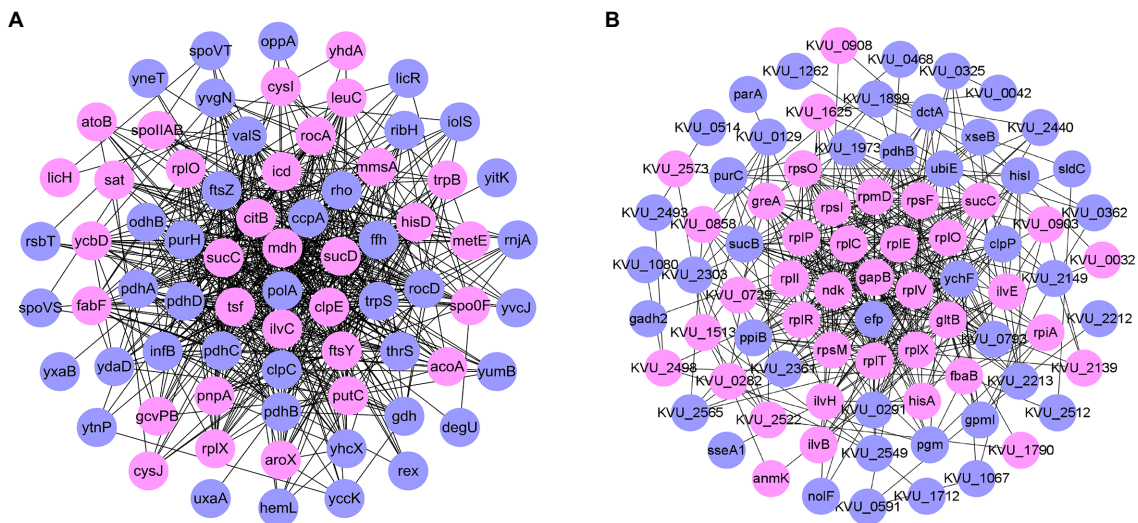 A
oppA
spoVT
yhdA
yneT
cysI
licR
yvgN
leuC
atoB
spoIIAB
valS
rocA
ribH
iolS
licH
sat
rplO
icd
mmsA
trpB
yitK
ftsZ
rho
odhB
citB
ccpA
hisD
rsbT
ycbD
purH
mdh
ffh
metE
rnjA
sucC
sucD
pdhA
pdhD
polA
trpS
rocD
spoVS
fabF
tsf
clpE
spo0F
yvcJ
ilvC
infB
pdhC
ftsY
thrS
yxaB
ydaD
clpC
acoA
yumB
pnpA
putC
gcvPB
pdhB
gdh
ytnP
degU
rplX
aroX
yhcX
cysJ
rex
uxaA
hemL
yccK
B
KVU_0908
KVU_0468
KVU_1262
KVU_0325
parA
KVU_1899
KVU_0042
KVU_1625
dctA
KVU_0514
KVU_0129
KVU_1973
pdhB
xseB
KVU_2440
KVU_2573
purC
rpsO
ubiE
hisI
sldC
greA
rpsI
rpmD
rpsF
sucC
KVU_2493
KVU_0858
KVU_0903
KVU_0362
sucB
rplP
rplC
rplE
rplO
clpP
KVU_1080
KVU_2303
rplI
gapB
ychF
KVU_2149
KVU_0032
KVU_0729
ndk
rplV
ilvE
gadh2
KVU_1513
rplR
efp
gltB
rpiA
KVU_2212
ppiB
rpsM
rplT
rplX
KVU_0793
KVU_2498
KVU_0282
KVU_2361
fbaB
KVU_2213
KVU_2139
KVU_2565
KVU_2522
ilvH
KVU_0291
hisA
gpmI
KVU_2512
sseA1
ilvB
KVU_2549
pgm
KVU_1790
anmK
nolF
KVU_0591
KVU_1712
KVU_1067